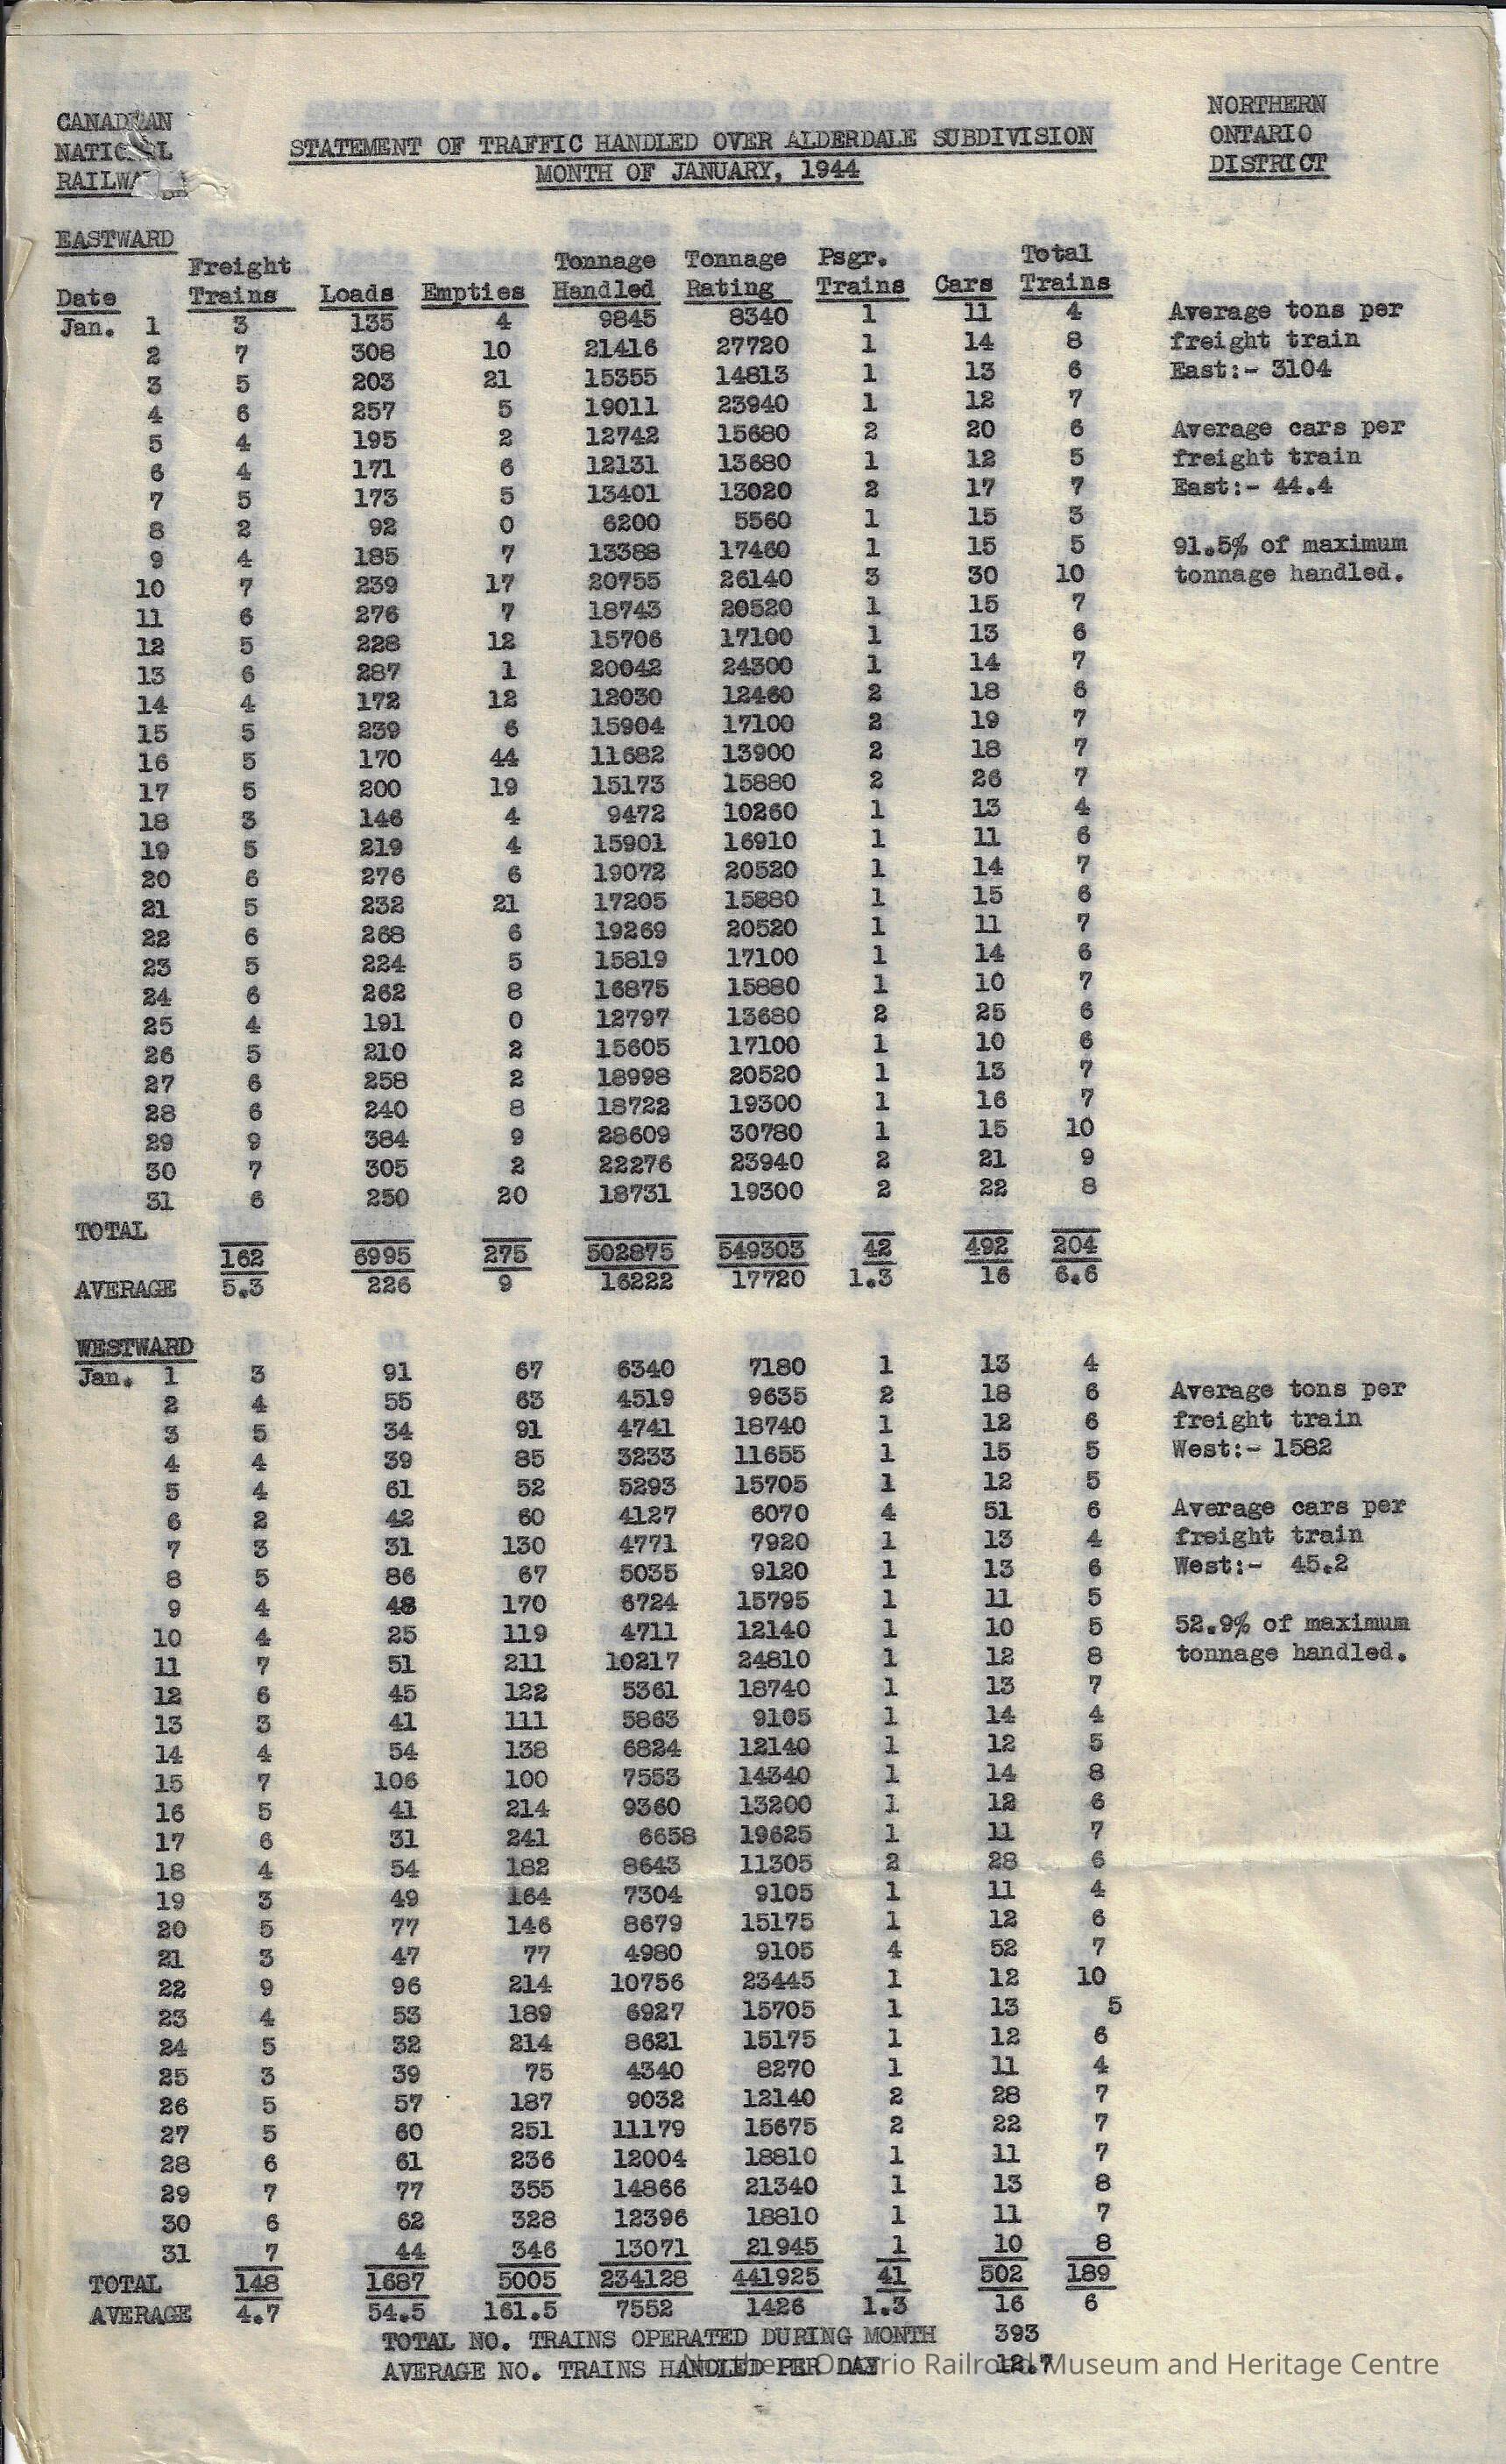 CANADIAN
NATIONAL
RAILWA
STATEMENT OF TRAFFIC HANDLED OVER ALDERDALE SUBDIVISION
MONTH OF JANUARY, 1944
NORTHERN
ONTARIO
DISTRICT
EASTWARD
Freight Tonnage Tonnage Psgr. Total
Date Trains Loads Empties Handled Rating Trains Cars Trains
Jan. 1 3 135 4 9845 8340 1 11 4
2 7 308 10 21416 27720 1 14 8
3 5 203 21 15355 14813 1 13 6
4 6 257 5 19011 23940 1 12 7
5 4 195 2 12742 15680 2 20 6
6 4 171 6 12131 13680 1 12 5
7 5 173 5 13401 13020 2 17 7
8 2 92 0 6200 5560 1 15 3
9 4 185 7 13388 17460 1 15 5
10 7 239 17 20755 26140 3 30 10
11 6 276 7 18743 20520 1 15 7
12 5 228 12 15706 17100 1 13 6
13 6 287 1 20042 24300 1 14 7
14 4 172 12 12030 12460 2 18 6
15 5 239 6 15904 17100 2 19 7
16 5 170 44 11682 13900 2 18 7
17 5 200 19 15173 15880 2 26 7
18 3 146 4 9472 10260 1 13 4
19 5 219 4 15901 16910 1 11 6
20 6 276 6 19072 20520 1 14 7
21 5 232 21 17205 15880 1 15 6
22 6 268 6 19269 20520 1 11 7
23 5 224 5 15819 17100 1 14 6
24 6 262 8 16875 15880 1 10 7
25 4 191 0 12797 13680 2 25 6
26 5 210 2 15605 17100 1 10 6
27 6 258 2 18998 20520 1 13 7
28 6 240 8 18722 19300 1 16 7
29 9 384 9 28609 30780 1 15 10
30 7 305 2 22276 23940 2 21 9
31 6 250 20 18731 19300 2 22 8
TOTAL
162 6995 275 502875 549303 42 492 204
AVERAGE 5.3 226 9 16222 17720 1.3 16 6.6
Average tons per
freight train
East:- 3104
Average cars per
freight train
East:- 44.4
91.5% of maximum
tonnage handled.
WESTWARD
Jan. 1 3 91 67 6340 7180 1 13 4
2 4 55 63 4519 9635 2 18 6
3 5 34 91 4741 18740 1 12 6
4 4 39 85 3233 11655 1 15 5
5 4 61 52 5293 15705 1 12 5
6 2 42 60 4127 6070 4 51 6
7 3 31 130 4771 7920 1 13 4
8 5 86 67 5035 9120 1 13 6
9 4 48 170 6724 15795 1 11 5
10 4 25 119 4711 12140 1 10 5
11 7 51 211 10217 24810 1 12 8
12 6 45 122 5361 18740 1 13 7
13 3 41 111 5863 9105 1 14 4
14 4 54 138 6824 12140 1 12 5
15 7 106 100 7553 14340 1 14 8
16 5 41 214 9360 13200 1 12 6
17 6 31 241 6658 19625 1 11 7
18 4 54 182 8643 11305 2 28 6
19 3 49 164 7304 9105 1 11 4
20 5 77 146 8679 15175 1 12 6
21 3 47 77 4980 9105 4 52 7
22 9 96 214 10756 23445 1 12 10
23 4 53 189 6927 15705 1 13 5
24 5 32 214 8621 15175 1 12 6
25 3 39 75 4340 8270 1 11 4
26 5 57 187 9032 12140 2 28 7
27 5 60 251 11179 15675 2 22 7
28 6 61 236 12004 18810 1 11 7
29 7 77 355 14866 21340 1 13 8
30 6 62 328 12396 18810 1 11 7
31 7 44 346 13071 21945 1 10 8
TOTAL 148 1687 5005 234128 441925 41 502 189
AVERAGE 4.7 54.5 161.5 7552 1426 1.3 16 6
Average tons per
freight train
West:- 1582
Average cars per
freight train
West:- 45.2
52.9% of maximum
tonnage handled.
TOTAL NO. TRAINS OPERATED DURING MONTH 393
AVERAGE NO. TRAINS HANDLED PER DAY 12.7
Northern Ontario Railroad Museum and Heritage Centre